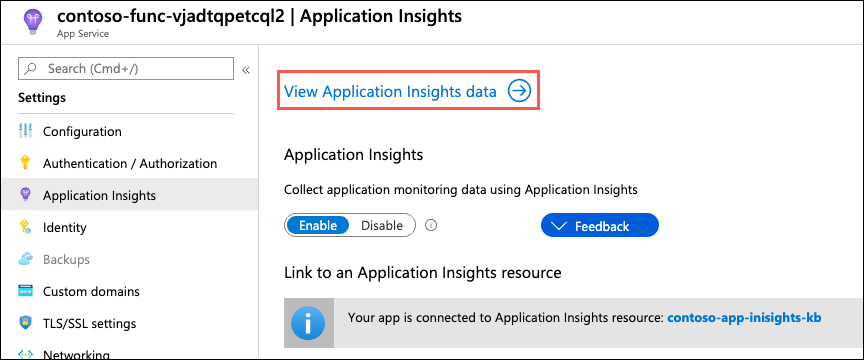 contoso-func-vjadtqpetcql2 | Application Insights
App Service
Search (Cmd+/)
«
Settings
Configuration
Authentication / Authorization
Application Insights
Identity
Backups
Custom domains
TLS/SSL settings
Networking
View Application Insights data
Application Insights
Collect application monitoring data using Application Insights
Enable Disable
Feedback
Link to an Application Insights resource
Your app is connected to Application Insights resource: contoso-app-inisights-kb